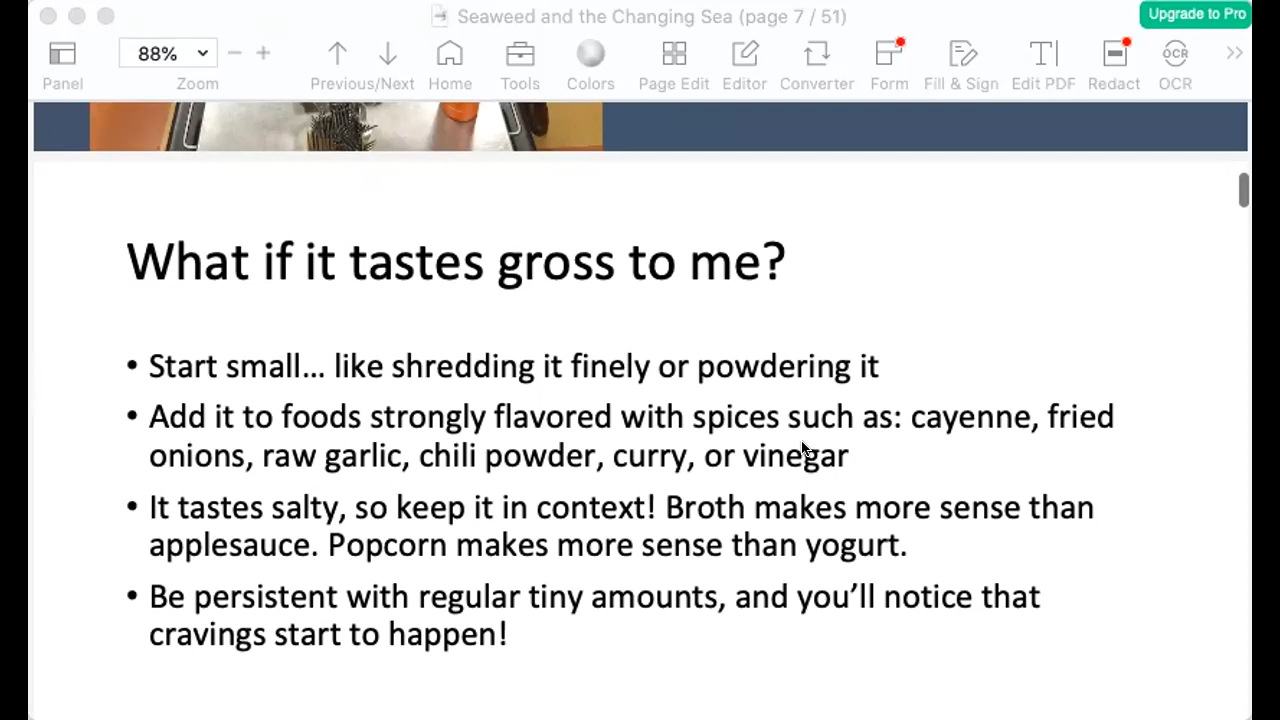 Seaweed and the Changing Sea (page 7 / 51)
Upgrade to Pro
88%
Panel
Zoom
Previous/Next
Home
Tools
Colors
Page Edit
Editor
Converter
Form
Fill & Sign
Edit PDF
Redact
OCR
OCR
What if it tastes gross to me?
• Start small... like shredding it finely or powdering it
• Add it to foods strongly flavored with spices such as: cayenne, fried
onions, raw garlic, chili powder, curry, or vinegar
• It tastes salty, so keep it in context! Broth makes more sense than
applesauce. Popcorn makes more sense than yogurt.
• Be persistent with regular tiny amounts, and you’ll notice that
cravings start to happen!